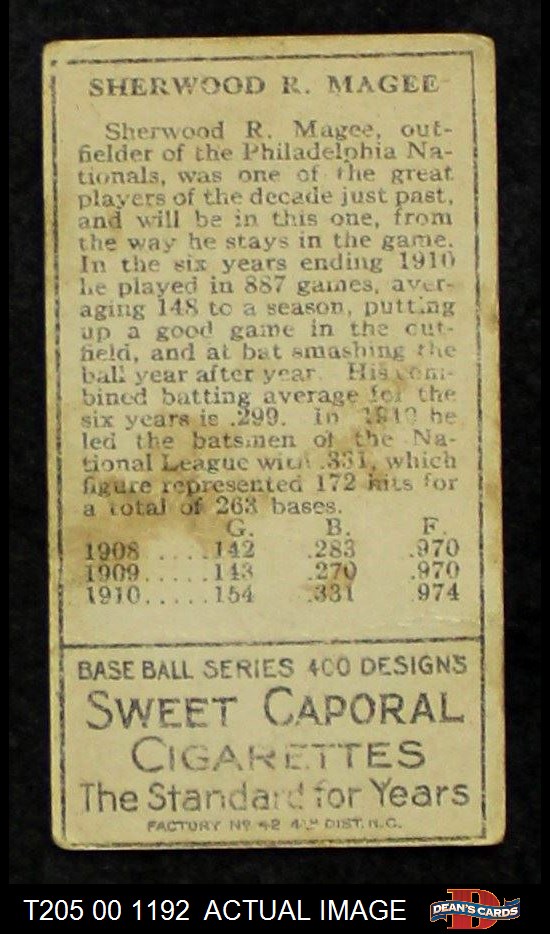 SHERWOOD R. MAGEE
Sherwood R. Magee, out-
fielder of the Philadelphia Na-
tionals, was one of the great
players of the decade just past,
and will be in this one, from
the way he stays in the game.
In the six years ending 1910
he played in 887 games, aver-
aging 148 to a season, putting
up a good game in the out-
field, and at bat smashing the
ball year after year. His com-
bined batting average for the
six years is .299. In 1910 he
led the batsmen of the Na-
tional League with .331, which
figure represented 172 hits for
a total of 263 bases.
G. B. F.
1908 .....142 .283 .970
1909.....143 .270 .970
1910......154 .331 .974
BASE BALL SERIES 400 DESIGNS
SWEET CAPORAL
CIGARETTES
The Standard for Years
FACTORY Nº 42 4TH DIST. N.C.
T205 00 1192 ACTUAL IMAGE
D
DEAN'S CARDS